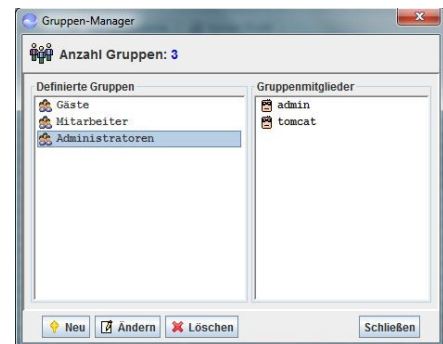 Gruppen-Manager
Anzahl Gruppen: 3
Definierte Gruppen
Gäste
Mitarbeiter
Administratoren
Gruppenmitglieder
admin
tomcat
Neu
Ändern
Löschen
Schließen